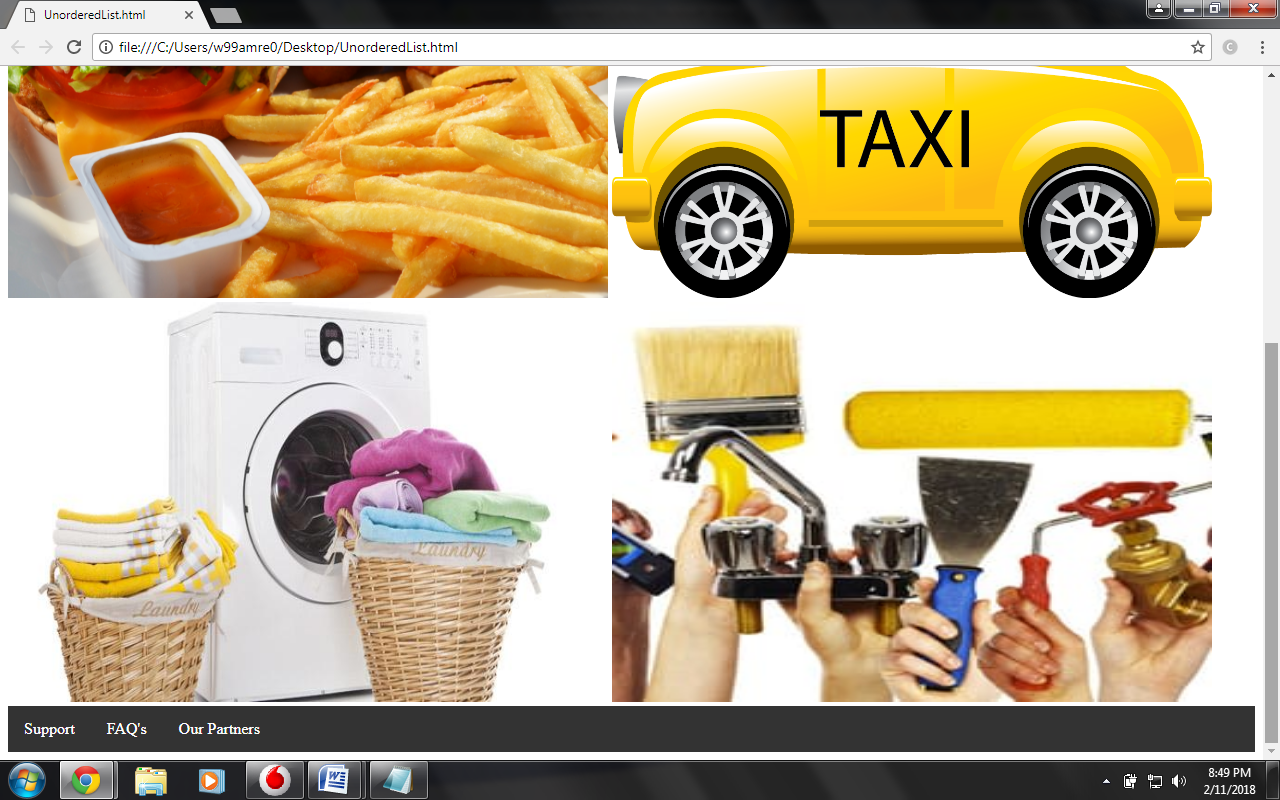 UnorderedList.html
file:///C:/Users/w99amre0/Desktop/UnorderedList.html
C
TAXI
Laundry
Laundry
Support FAQ's Our Partners
8:49 PM
2/11/2018